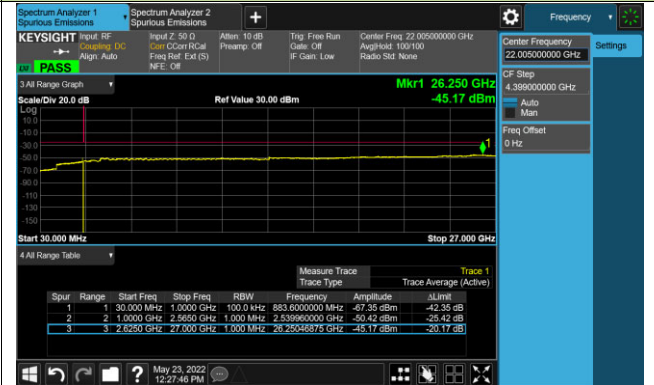 Spectrum Analyzer 1
Spurious Emissions
Spectrum Analyzer 2
Spurious Emissions
Frequency
KEYSIGHT
Input: RF
Coupling: DC
Align: Auto
Input Z: 50 Ω
Corr CCorr RCal
Freq Ref: Ext (S)
NFE: Off
Atten: 10 dB
Preamp: Off
Trig: Free Run
Gate: Off
IF Gain: Low
Center Freq: 22.005000000 GHz
Avg|Hold: 100/100
Radio Std: None
PASS
Center Frequency
22.005000000 GHz
Settings
CF Step
4.399000000 GHz
Auto
Man
Freq Offset
0 Hz
3 All Range Graph
Mkr1 26.250 GHz
Scale/Div 20.0 dB
Ref Value 30.00 dBm
-45.17 dBm
Log
10.0
-10.0
-30.0
-50.0
-70.0
-90.0
-110
-130
-150
1
Start 30.000 MHz
Stop 27.000 GHz
4 All Range Table
Measure Trace Trace 1
Trace Type Trace Average (Active)
Spur Range Start Freq Stop Freq RBW Frequency Amplitude ΔLimit
1 1 30.000 MHz 1.0000 GHz 100.0 kHz 883.6000000 MHz -67.35 dBm -42.35 dB
2 2 1.0000 GHz 2.5650 GHz 1.000 MHz 2.539960000 GHz -50.42 dBm -25.42 dB
3 3 2.6250 GHz 27.000 GHz 1.000 MHz 26.25046875 GHz -45.17 dBm -20.17 dB
May 23, 2022
12:27:46 PM